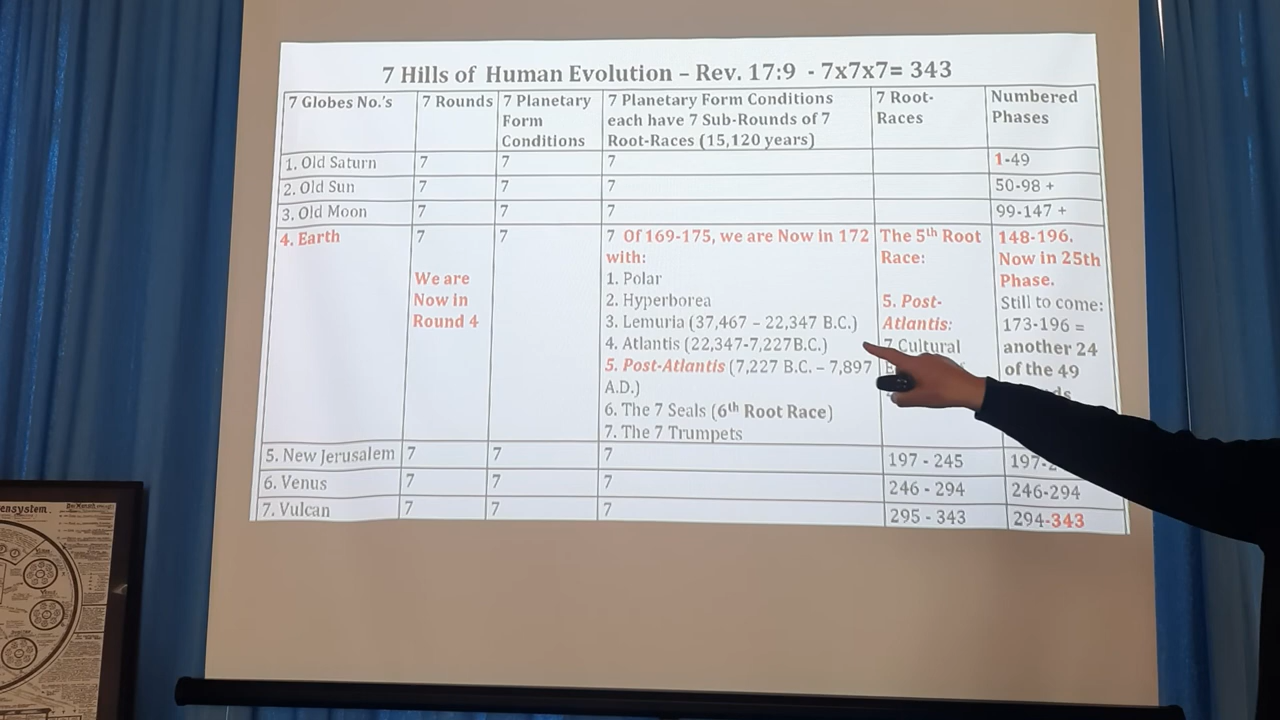 7 Hills of Human Evolution – Rev. 17:9 - 7x7x7= 343
7 Globes No.'s
7 Rounds
7 Planetary
Form
Conditions
7 Planetary Form Conditions
each have 7 Sub-Rounds of 7
Root-Races (15,120 years)
7 Root-
Races
Numbered
Phases
1. Old Saturn
7
7
7
1-49
2. Old Sun
7
7
7
50-98 +
3. Old Moon
7
7
7
99-147 +
4. Earth
7
We are
Now in
Round 4
7
7 Of 169-175, we are Now in 172
with:
1. Polar
2. Hyperborea
3. Lemuria (37,467 – 22,347 B.C.)
4. Atlantis (22,347-7,227B.C.)
5. Post-Atlantis (7,227 B.C. – 7,897
A.D.)
6. The 7 Seals (6th Root Race)
7. The 7 Trumpets
The 5th Root
Race:
5. Post-
Atlantis:
7 Cultural
148-196.
Now in 25th
Phase.
Still to come:
173-196 =
another 24
of the 49
5. New Jerusalem
7
7
7
197 - 245
6. Venus
7
7
7
246 - 294
246-294
7. Vulcan
7
7
7
295 - 343
294-343
ensystem.